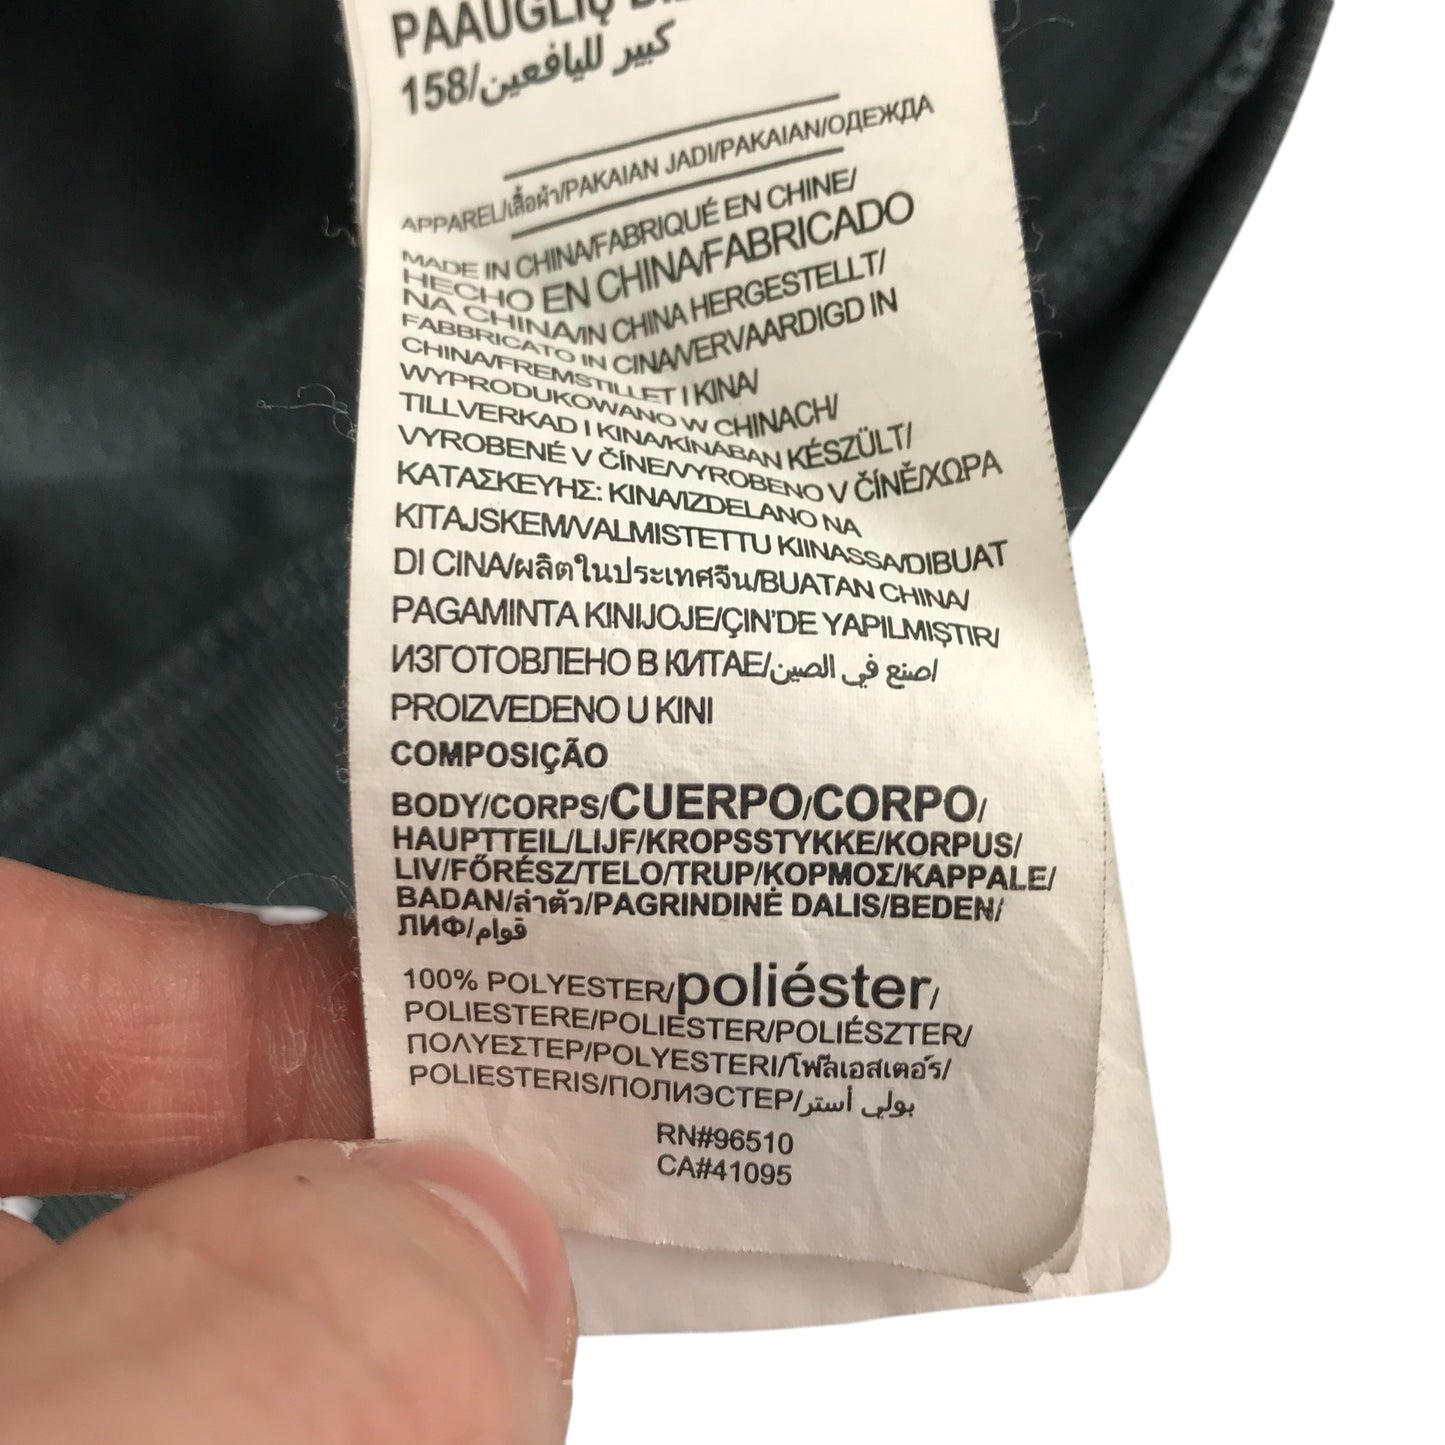 PAAUGLIŲ
158/كبير لليافعين
APPAREL/เสื้อผ้า/PAKAIAN JADI/PAKAIAN/ОДЕЖДА
MADE IN CHINA/FABRIQUÉ EN CHINE/
HECHO EN CHINA/FABRICADO
NA CHINA/IN CHINA HERGESTELLT/
FABBRICATO IN CINA/VERVAARDIGD IN
CHINA/FREMSTILLET I KINA/
WYPRODUKOWANO W CHINACH/
TILLVERKAD I KINA/KÍNÁBAN KÉSZÜLT/
VYROBENÉ V ČÍNE/VYROBENO V ČÍNĚ/ΧΩΡΑ
ΚΑΤΑΣΚΕΥΗΣ: ΚΙΝΑ/IZDELANO NA
KITAJSKEM/VALMISTETTU KIINASSA/DIBUAT
DI CINA/ผลิตในประเทศจีน/BUATAN CHINA/
PAGAMINTA KINIJOJE/ÇIN'DE YAPILMIŞTIR/
ИЗГОТОВЛЕНО В КИТАЕ/صنع في الصين/
PROIZVEDENO U KINI
COMPOSIÇÃO
BODY/CORPS/CUERPO/CORPO/
HAUPTTEIL/LIJF/KROPSSTYKKE/KORPUS/
LIV/FŐRÉSZ/TELO/TRUP/ΚΟΡΜΟΣ/KAPPALE/
BADAN/ลำตัว/PAGRINDINĖ DALIS/BEDEN/
ЛИФ/قوام
100% POLYESTER/poliéster/
POLIESTERE/POLIESTER/POLIÉSZTER/
ΠΟΛΥΕΣΤΕΡ/POLYESTERI/โพลีเอสเตอร์/
POLIESTERIS/ПОЛИЭСТЕР/بولي أستر
RN#96510
CA#41095